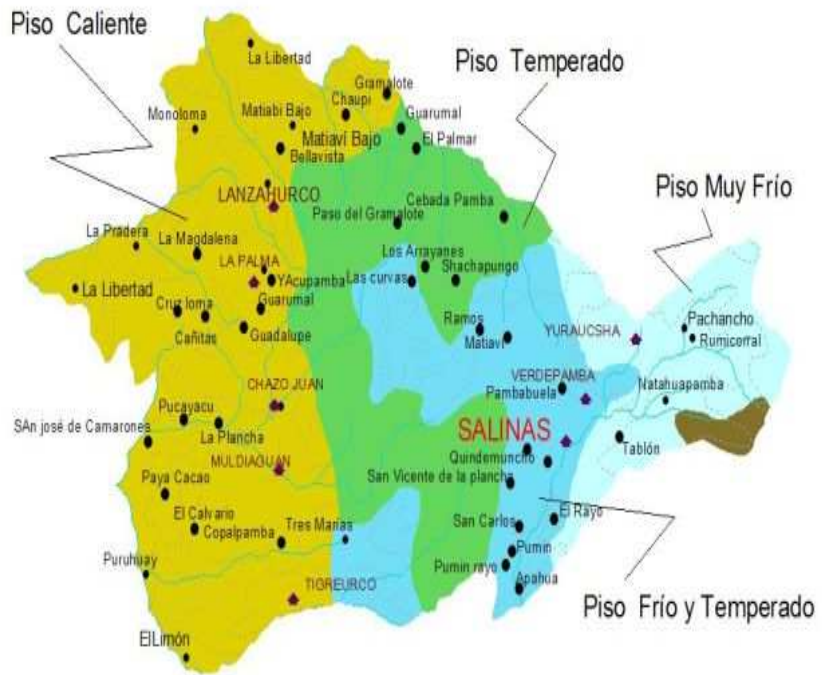 Piso Caliente
La Libertad
Piso Temperado
Gramalote
Chaupi
Monoloma
Matiabi Bajo
Guarumal
Matiaví Bajo
El Palmar
Bellavista
Piso Muy Frío
LANZAHURCO
Cebada Pamba
Paso del Gramalote
La Pradera
La Magdalena
Los Arrayanes
LA PALMA
Las curvas
Shachapungo
YAcupamba
La Libertad
Cruz loma
Guarumal
Ramos
Pachancho
YURAUCSHA
Cañitas
Guadalupe
Matiaví
Rumicorral
VERDEPAMBA
CHAZO JUAN
Pambabuela
Natahuapamba
Pucayacu
SAn josé de Camarones
La Plancha
SALINAS
Tablón
MULDIAGUAN
Quindemuncho
San Vicente de la plancha
Paya Cacao
El Calvario
El Rayo
Copalpamba
Tres Marias
San Carlos
Pumin
Puruhuay
Pumin rayo
TIGREURCO
Apahua
Piso Frío y Temperado
ElLimón